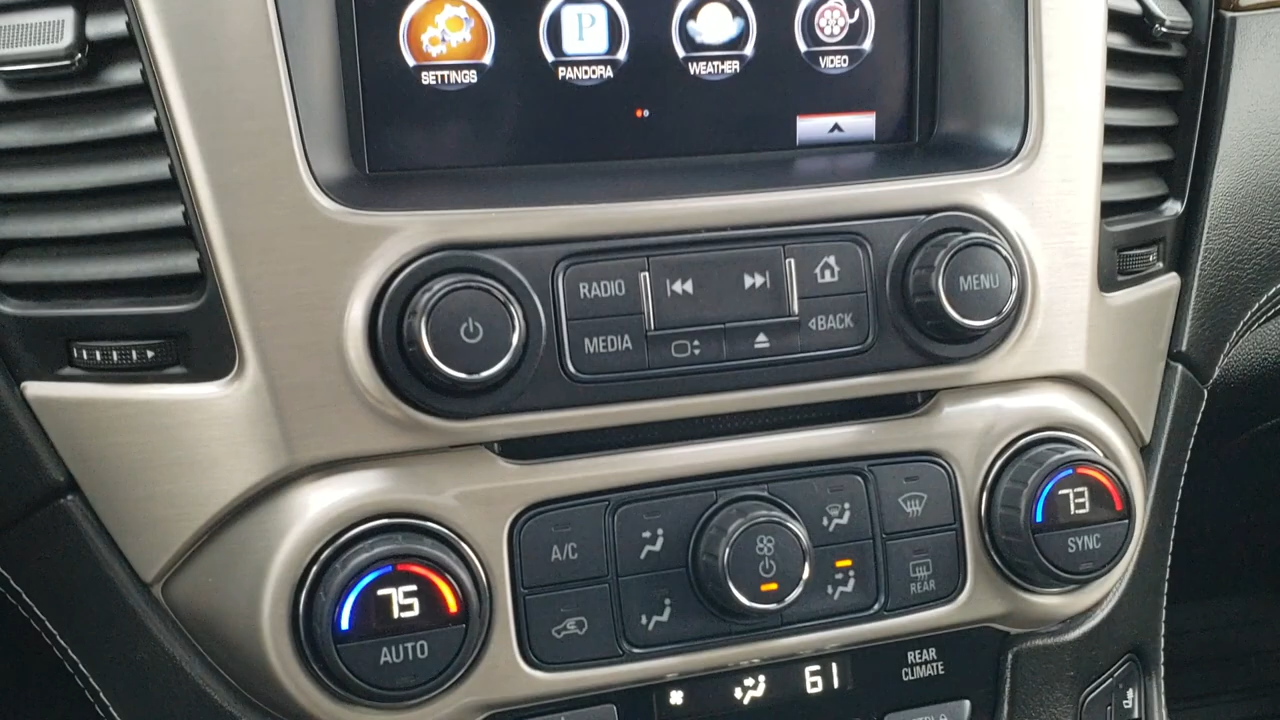 SETTINGS
P
PANDORA
WEATHER
VIDEO
RADIO
MEDIA
BACK
MENU
75
AUTO
A/C
REAR
73
SYNC
61
REAR
CLIMATE